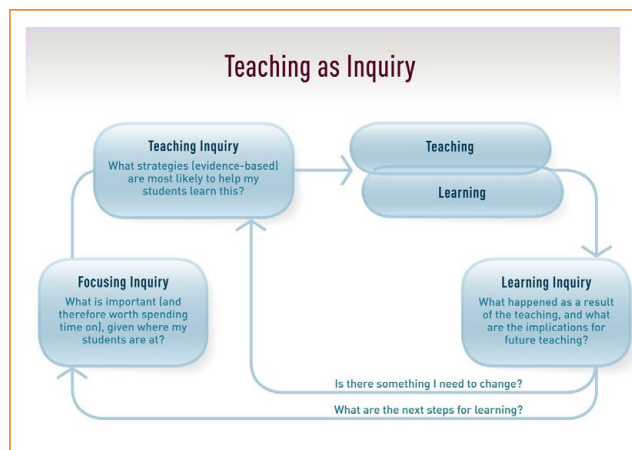 Teaching as Inquiry
Teaching Inquiry
What strategies (evidence-based)
are most likely to help my
students learn this?
Teaching
Learning
Focusing Inquiry
What is important (and
therefore worth spending
time on), given where my
students are at?
Learning Inquiry
What happened as a result
of the teaching, and what
are the implications for
future teaching?
Is there something I need to change?
What are the next steps for learning?